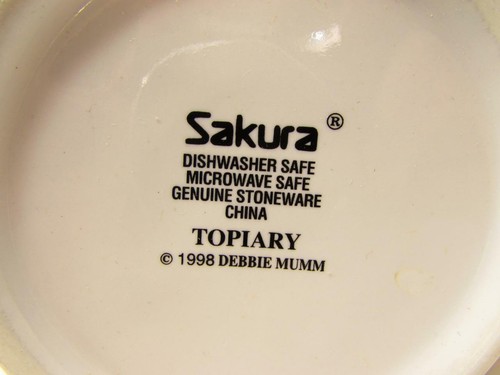 Sakura ®
DISHWASHER SAFE
MICROWAVE SAFE
GENUINE STONEWARE
CHINA
TOPIARY
© 1998 DEBBIE MUMM